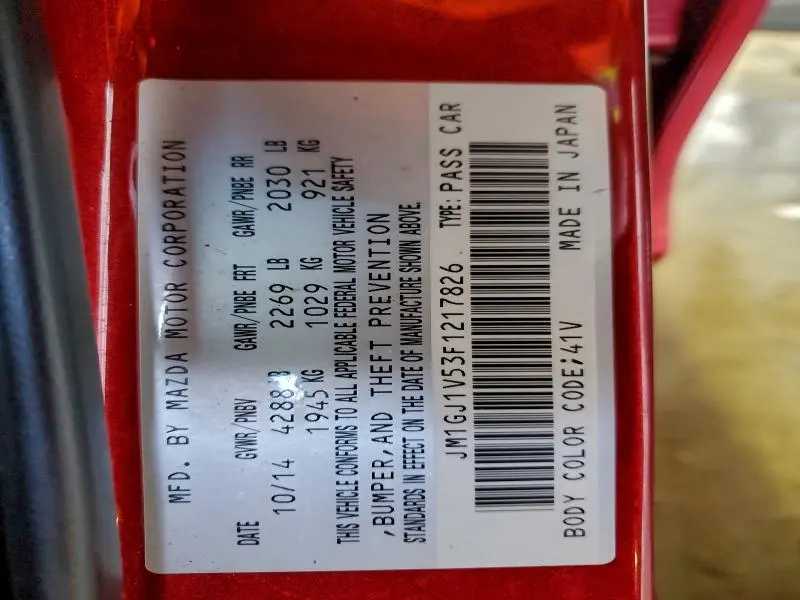 MFD. BY MAZDA MOTOR CORPORATION
DATE GVWR/PNBV GAWR/PNBE FRT GAWR/PNBE RR
10/14 4288 LB 2269 LB 2030 LB
1945 KG 1029 KG 921 KG
THIS VEHICLE CONFORMS TO ALL APPLICABLE FEDERAL MOTOR VEHICLE SAFETY
,BUMPER,AND THEFT PREVENTION
STANDARDS IN EFFECT ON THE DATE OF MANUFACTURE SHOWN ABOVE.
JM1GJ1V53F1217826 TYPE:PASS CAR
BODY COLOR CODE;41V MADE IN JAPAN